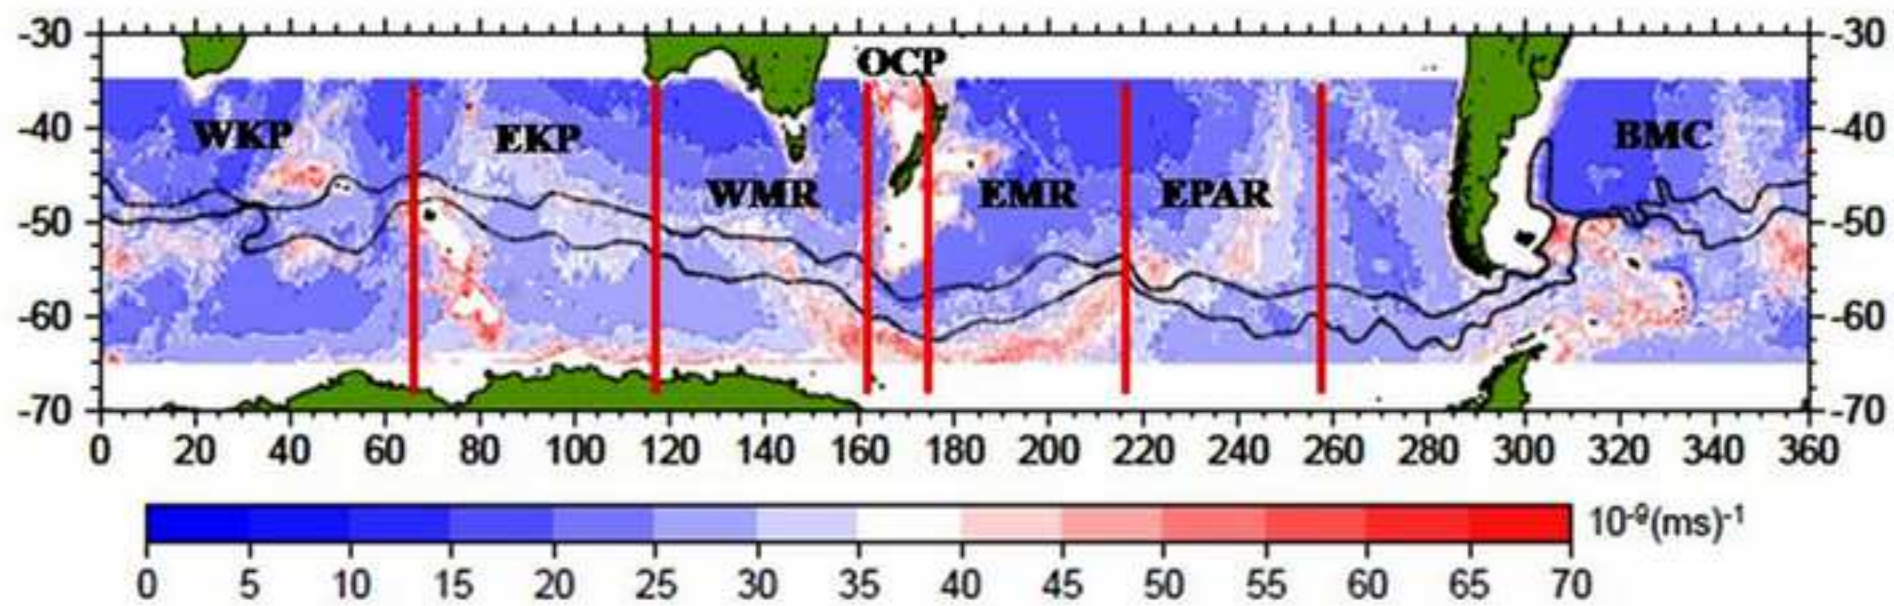 -30 -30
OCP
-40 WKP EKP BMC -40
WMR EMR EPAR
-50 -50
-60 -60
-70 -70
0 20 40 60 80 100 120 140 160 180 200 220 240 260 280 300 320 340 360
10⁻⁹(ms)⁻¹
0 5 10 15 20 25 30 35 40 45 50 55 60 65 70